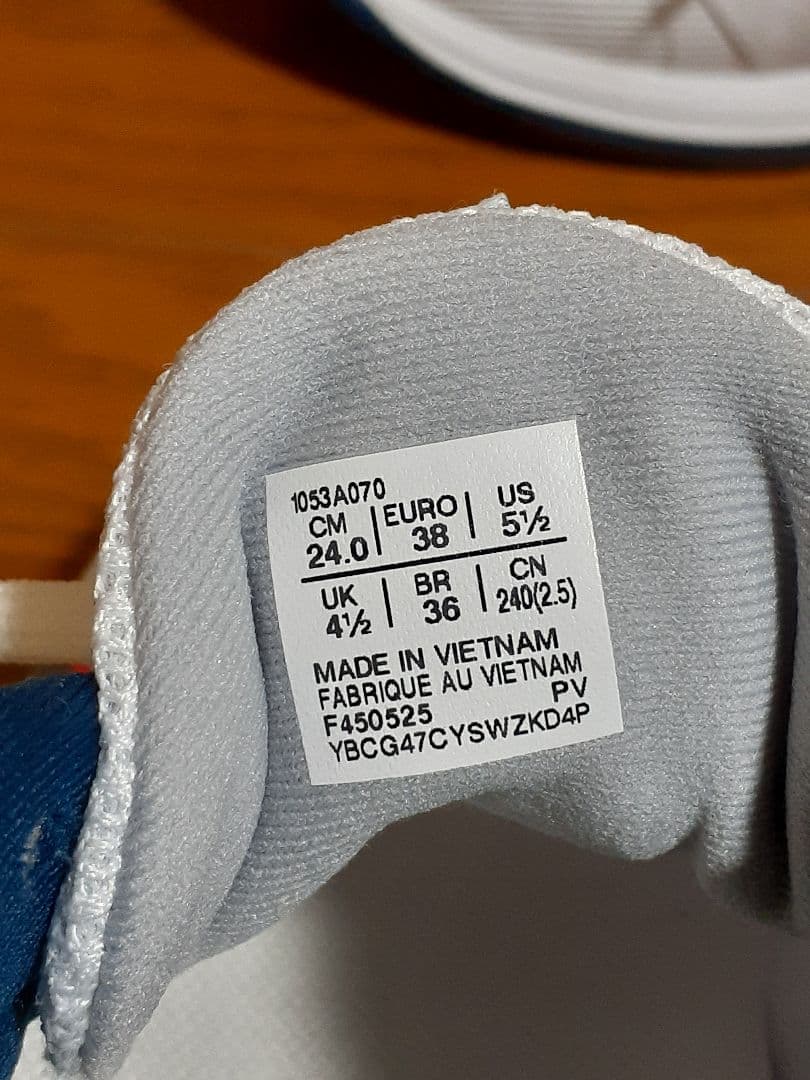 1053A070
CM | EURO | US
24.0 | 38 | 5½
UK | BR | CN
4½ | 36 | 240(2.5)
MADE IN VIETNAM
FABRIQUE AU VIETNAM
F450525 PV
YBCG47CYSWZKD4P